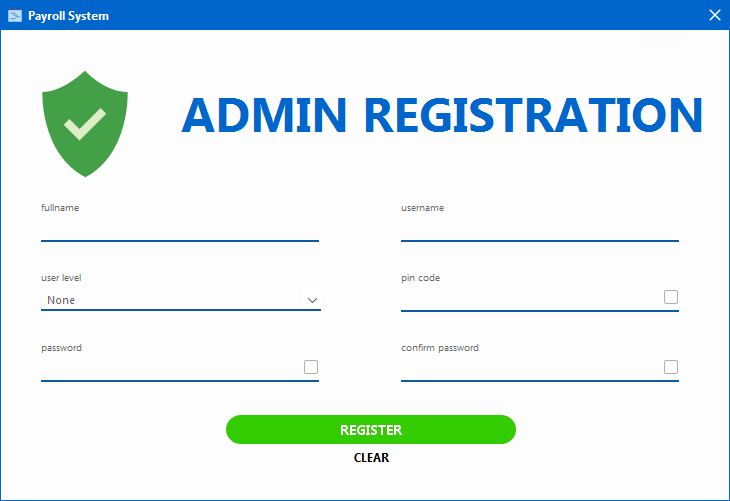 Payroll System
ADMIN REGISTRATION
fullname
username
user level
None
pin code
password
confirm password
REGISTER
CLEAR